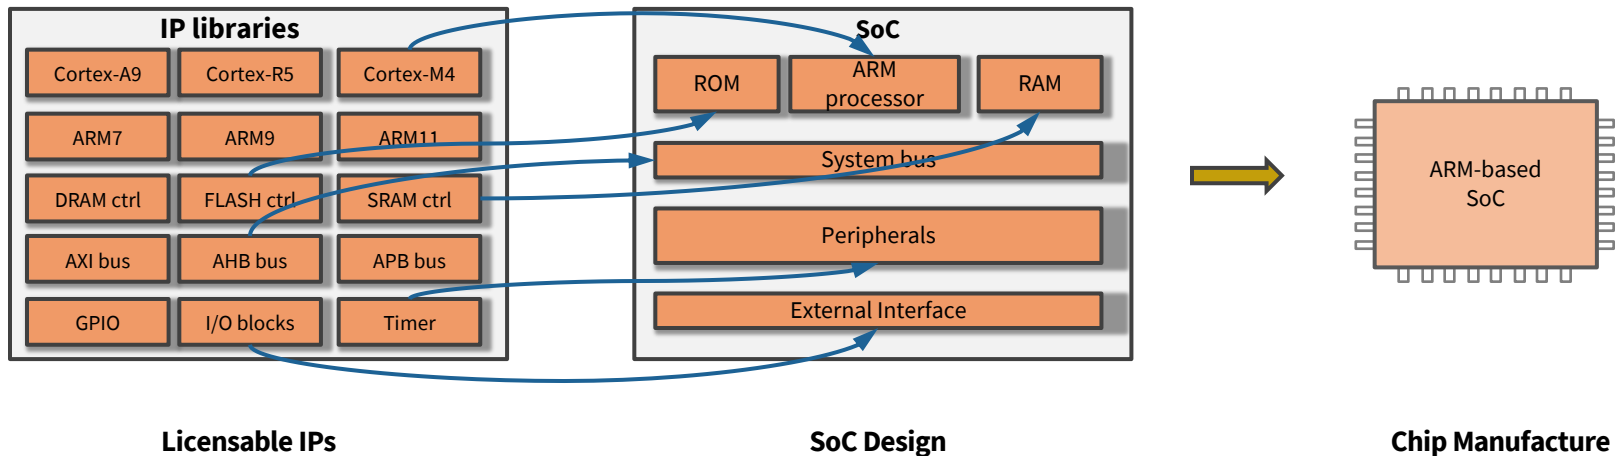 IP libraries
Cortex-A9
Cortex-R5
Cortex-M4
ARM7
ARM9
ARM11
DRAM ctrl
FLASH ctrl
SRAM ctrl
AXI bus
AHB bus
APB bus
GPIO
I/O blocks
Timer
Licensable IPs
SoC
ROM
ARM
processor
RAM
System bus
Peripherals
External Interface
SoC Design
ARM-based
SoC
Chip Manufacture